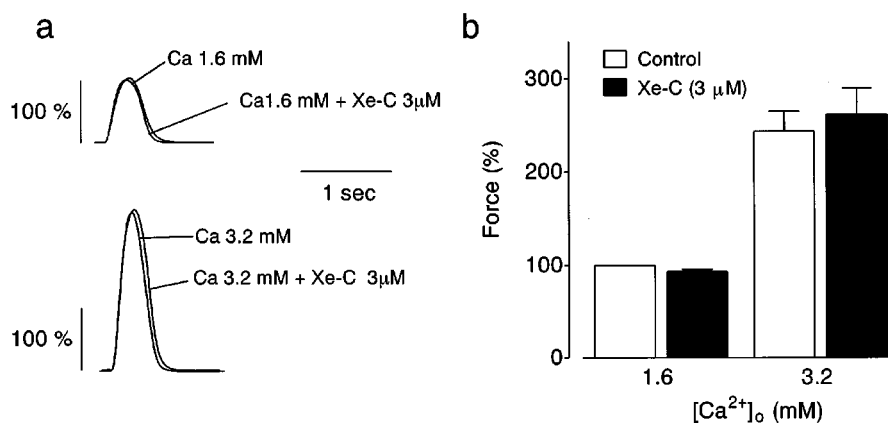 a
Ca 1.6 mM
Ca1.6 mM + Xe-C 3μM
100 %
1 sec
Ca 3.2 mM
Ca 3.2 mM + Xe-C 3μM
100 %
b
Control
Xe-C (3 μM)
300
250
200
100
0
Force (%)
1.6
3.2
[Ca²⁺]ₒ (mM)